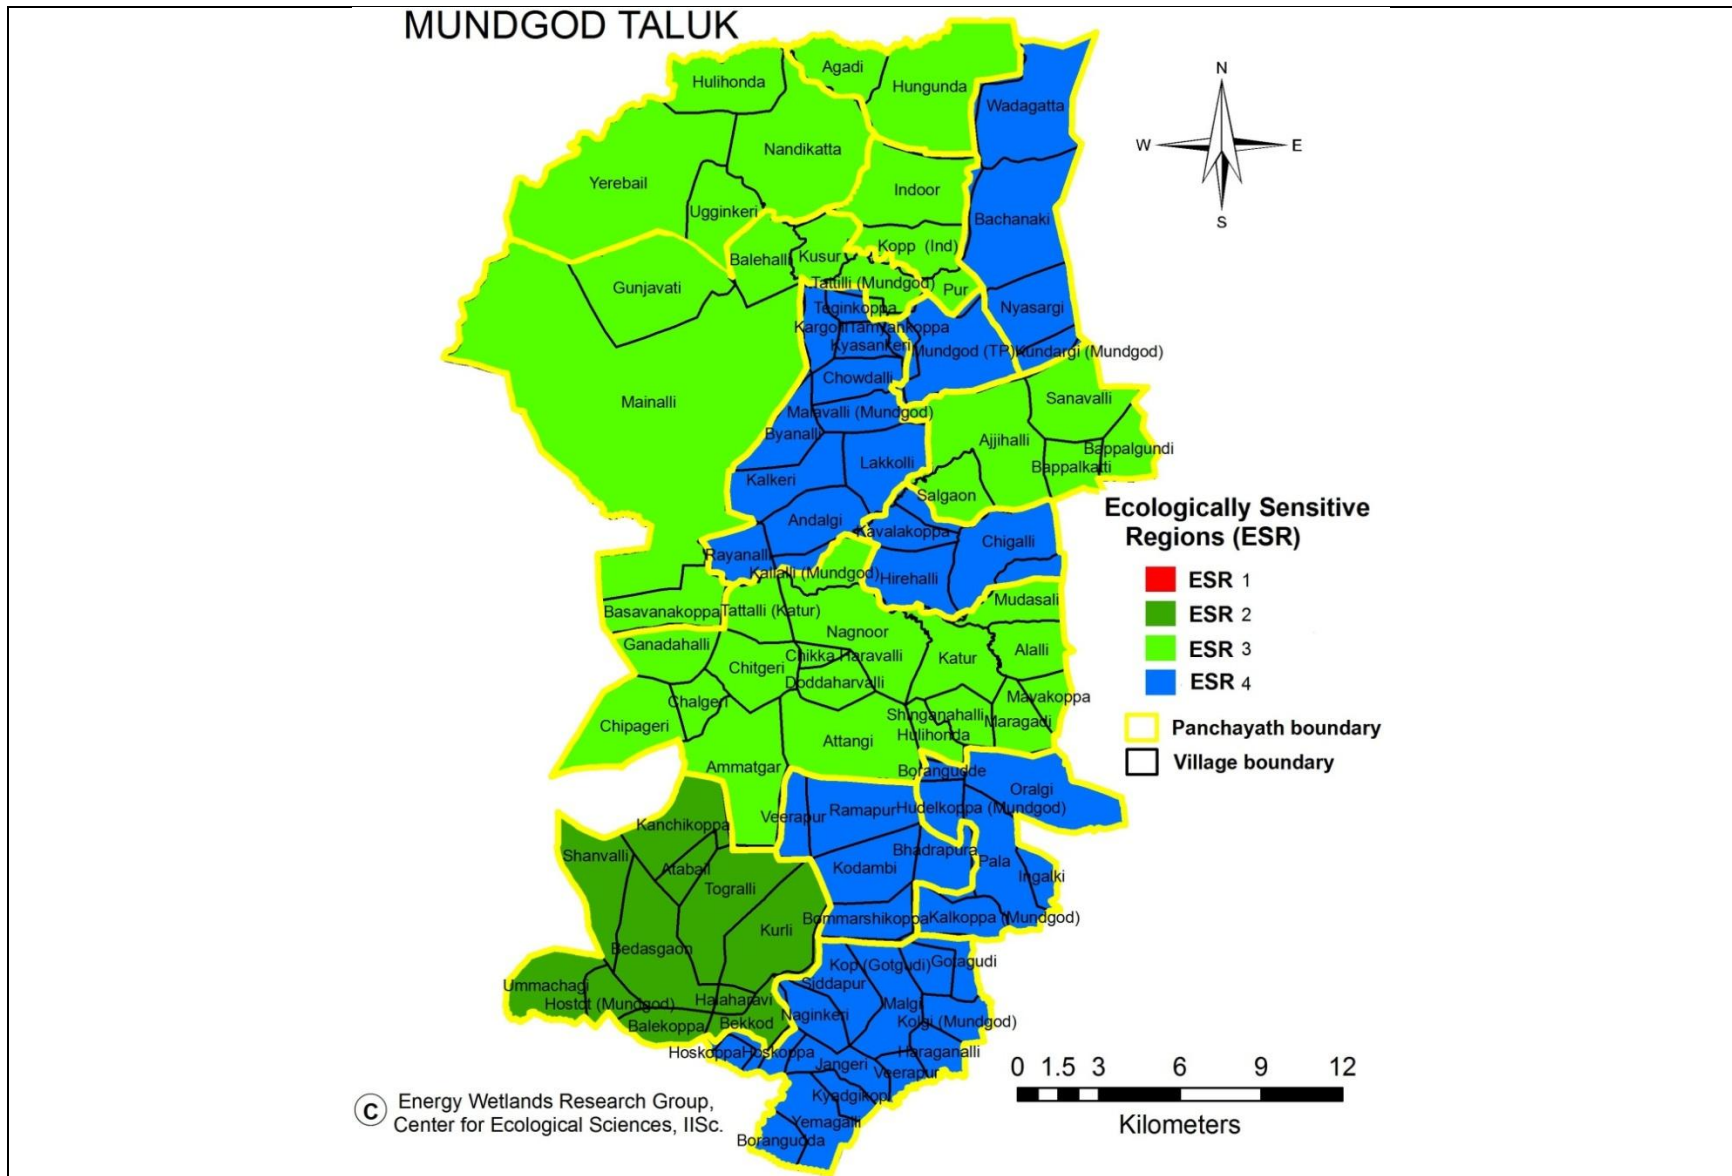 MUNDGOD TALUK
Hulihonda
Agadi
Hungunda
Wadagatta
Nandikatta
Yerebail
Ugginkeri
Indoor
Bachanaki
Kopp (Ind)
Balehalli
Kusur
Gunjavati
Tattilli (Mundgod)
Pur
Teginkoppa
Nyasargi
Kyasankeri
Mundgod (TP)
Kundargi (Mundgod)
Chowdalli
Mainalli
Malavalli (Mundgod)
Sanavalli
Byanalli
Ajjihalli
Bappalgundi
Bappalkatti
Lakkolli
Kalkeri
Salgaon
Andalgi
Kavalakoppa
Chigalli
Rayanalli
Kallalli (Mundgod)
Hirehalli
Mudasali
Basavanakoppa
Tattalli (Katur)
Nagnoor
Ganadahalli
Chikka Haravalli
Katur
Alalli
Chitgeri
Doddaharvalli
Chalgeri
Mavakoppa
Chipageri
Shinganahalli
Maragadi
Hulihonda
Attangi
Ammatgar
Borangudde
Oralgi
Veerapur
Ramapur
Hudelkoppa (Mundgod)
Kanchikoppa
Shanvalli
Atabail
Togralli
Kodambi
Bhadrapura
Pala
Ingalki
Kurli
Bommarshikoppa
Kalkoppa (Mundgod)
Bedasgaon
Kop (Gotgudi)
Gotagudi
Siddapur
Ummachagi
Hostot (Mundgod)
Halaharavi
Malgi
Naginkeri
Kolgi (Mundgod)
Balekoppa
Bekkod
Hoskoppa
Hoskoppa
Haraganalli
Jangeri
Veerapur
Kyadgikop
Yemagalli
Borangudda
N
W
E
S
Ecologically Sensitive
Regions (ESR)
ESR 1
ESR 2
ESR 3
ESR 4
Panchayath boundary
Village boundary
0 1.5 3 6 9 12
Kilometers
C Energy Wetlands Research Group,
Center for Ecological Sciences, IISc.